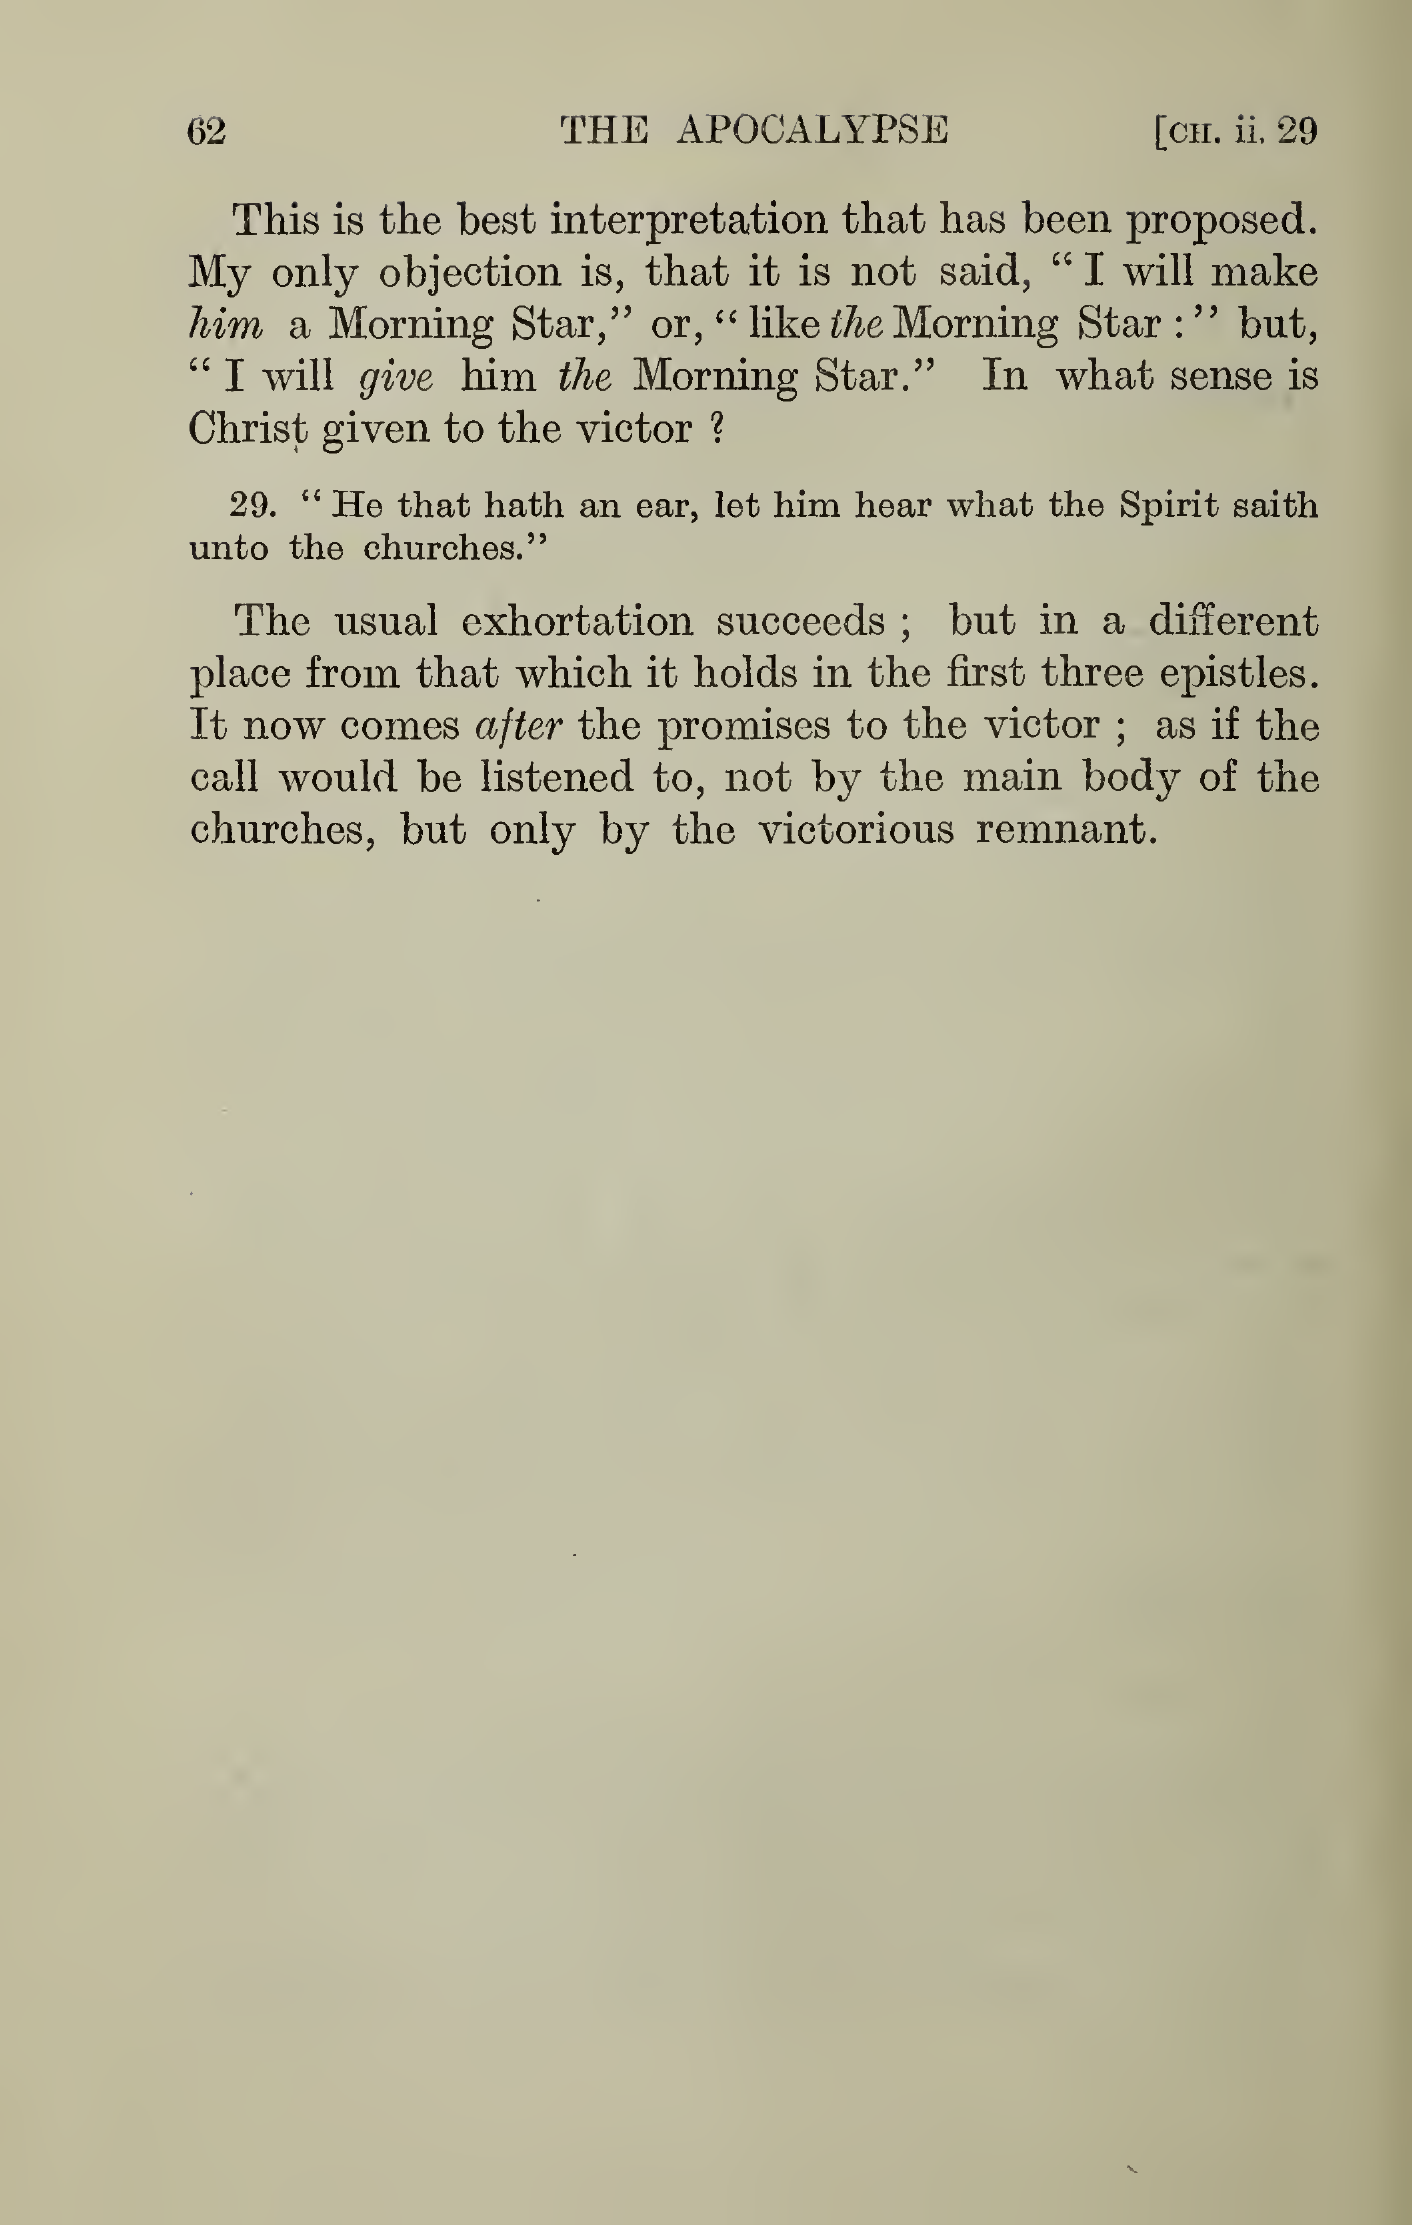 62 THE APOCALYPSE [CH. ii. 29
This is the best interpretation that has been proposed.
My only objection is, that it is not said, “ I will make
him a Morning Star,” or, “ like the Morning Star : ” but,
“ I will give him the Morning Star.” In what sense is
Christ given to the victor ?
29. “ He that hath an ear, let him hear what the Spirit saith
unto the churches.”
The usual exhortation succeeds ; but in a different
place from that which it holds in the first three epistles.
It now comes after the promises to the victor ; as if the
call would be listened to, not by the main body of the
churches, but only by the victorious remnant.